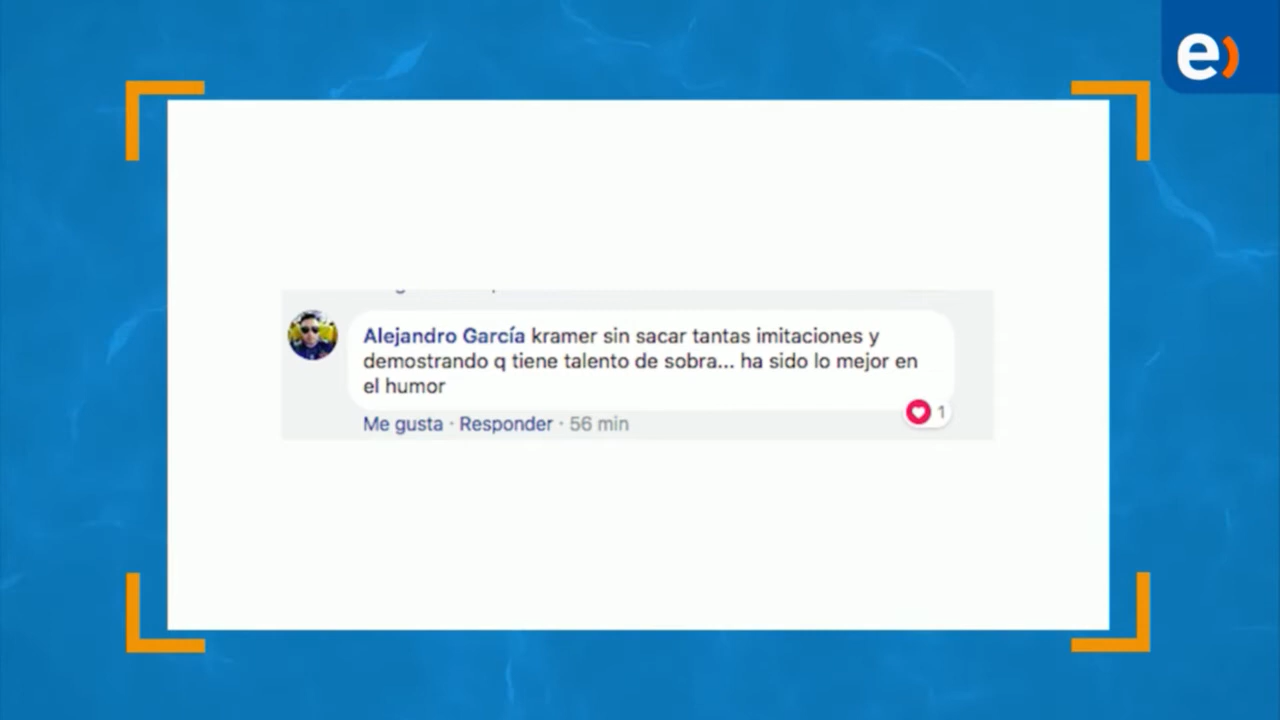 e)
Alejandro García kramer sin sacar tantas imitaciones y
demostrando q tiene talento de sobra... ha sido lo mejor en
el humor
1
Me gusta · Responder · 56 min